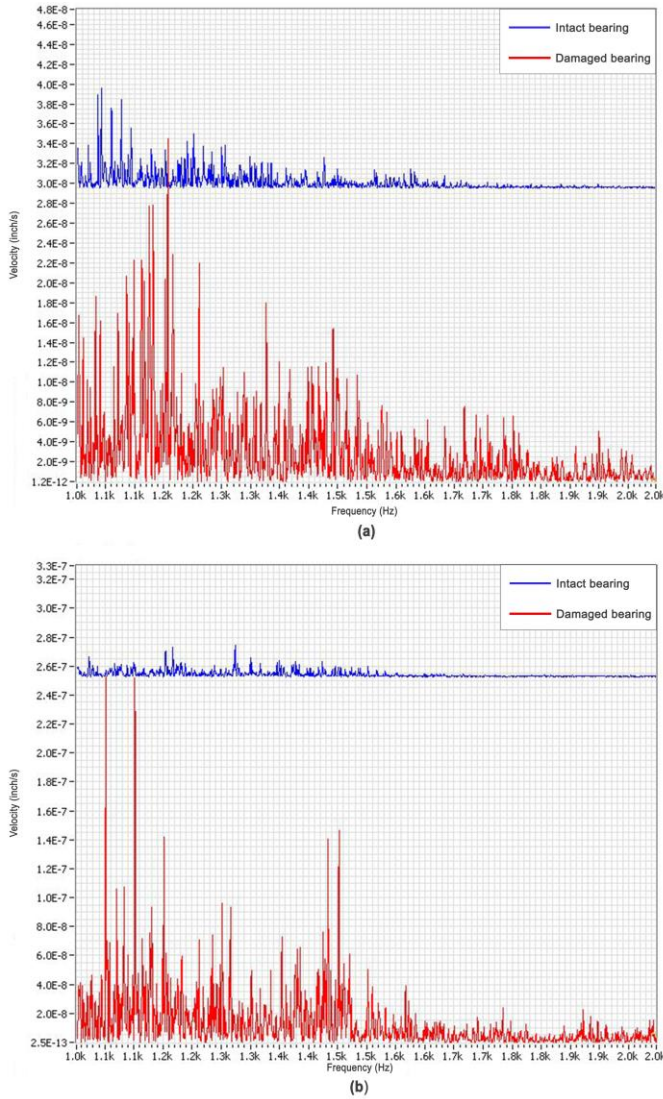 4.8E-8
4.6E-8
4.4E-8
4.2E-8
4.0E-8
3.8E-8
3.6E-8
3.4E-8
3.2E-8
3.0E-8
2.8E-8
2.6E-8
2.4E-8
2.2E-8
2.0E-8
1.8E-8
1.6E-8
1.4E-8
1.2E-8
1.0E-8
8.0E-9
6.0E-9
4.0E-9
2.0E-9
1.2E-12
Velocity (inch/s)
Intact bearing
Damaged bearing
1.0k 1.1k 1.1k 1.2k 1.2k 1.3k 1.3k 1.4k 1.4k 1.5k 1.5k 1.6k 1.6k 1.7k 1.7k 1.8k 1.8k 1.9k 1.9k 2.0k 2.0k
Frequency (Hz)
(a)
3.3E-7
3.0E-7
2.8E-7
2.6E-7
2.4E-7
2.2E-7
2.0E-7
1.8E-7
1.6E-7
1.4E-7
1.2E-7
1.0E-7
8.0E-8
6.0E-8
4.0E-8
2.0E-8
2.5E-13
Velocity (inch/s)
Intact bearing
Damaged bearing
1.0k 1.1k 1.1k 1.2k 1.2k 1.3k 1.3k 1.4k 1.4k 1.5k 1.5k 1.6k 1.6k 1.7k 1.7k 1.8k 1.8k 1.9k 1.9k 2.0k 2.0k
Frequency (Hz)
(b)